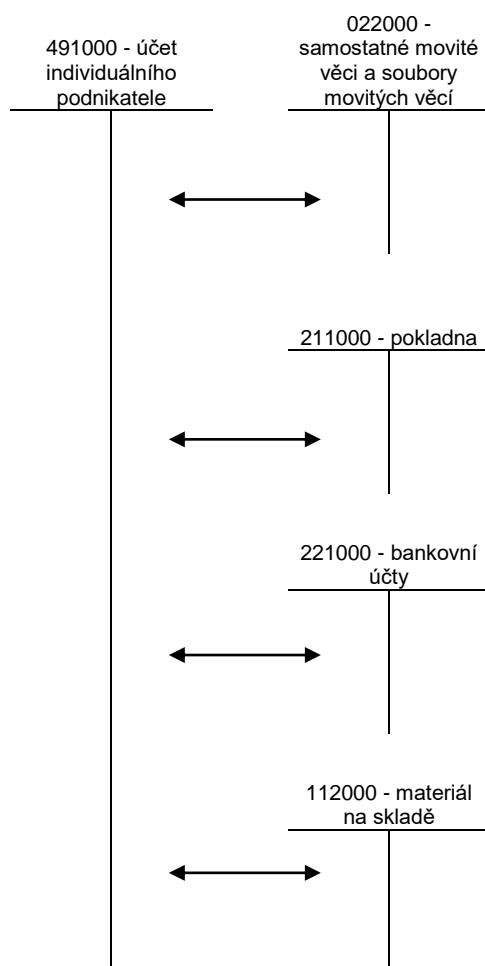 491000 - účet
individuálního
podnikatele
022000 -
samostatné movité
věci a soubory
movitých věcí
211000 - pokladna
221000 - bankovní
účty
112000 - materiál
na skladě